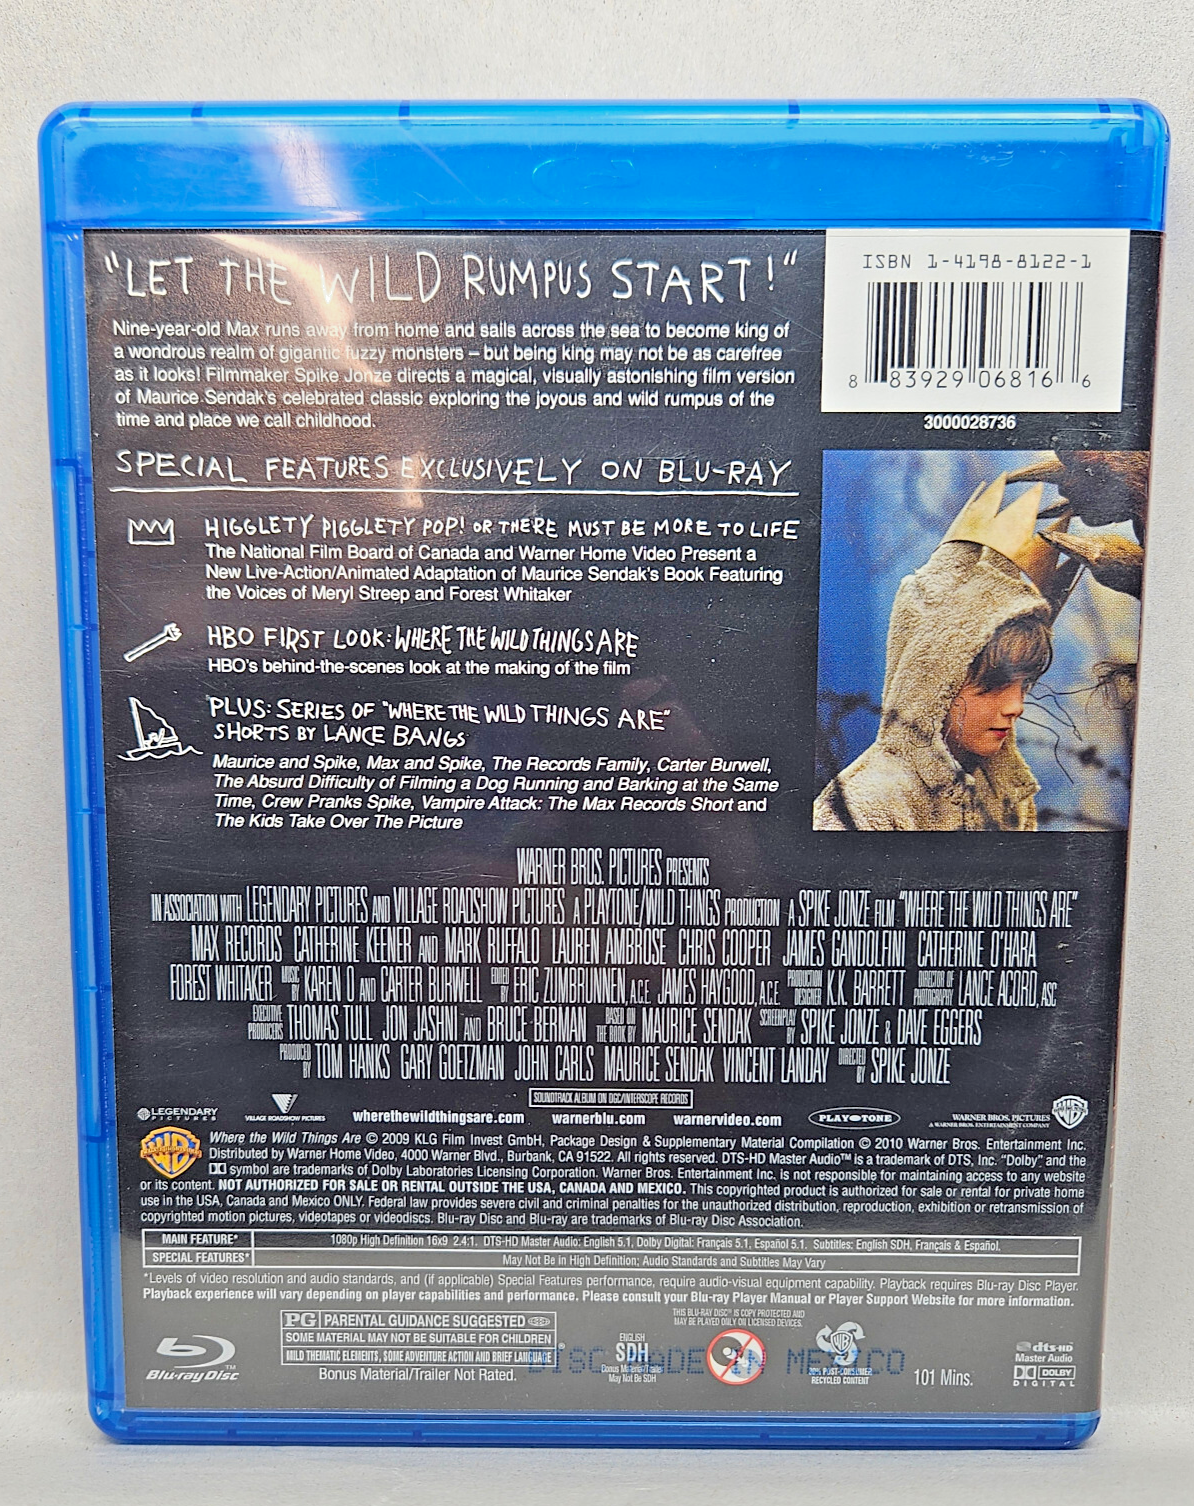 "LET THE WILD RUMPUS START!"
ISBN 1-4198-8122-1
8 83929 06816 6
3000028736
Nine-year-old Max runs away from home and sails across the sea to become king of
a wondrous realm of gigantic fuzzy monsters – but being king may not be as carefree
as it looks! Filmmaker Spike Jonze directs a magical, visually astonishing film version
of Maurice Sendak's celebrated classic exploring the joyous and wild rumpus of the
time and place we call childhood.
SPECIAL FEATURES EXCLUSIVELY ON BLU-RAY
HIGGLETY PIGGLETY POP! OR THERE MUST BE MORE TO LIFE
The National Film Board of Canada and Warner Home Video Present a
New Live-Action/Animated Adaptation of Maurice Sendak's Book Featuring
the Voices of Meryl Streep and Forest Whitaker
HBO FIRST LOOK: WHERE THE WILD THINGS ARE
HBO's behind-the-scenes look at the making of the film
PLUS: SERIES OF "WHERE THE WILD THINGS ARE"
SHORTS BY LANCE BANGS
Maurice and Spike, Max and Spike, The Records Family, Carter Burwell,
The Absurd Difficulty of Filming a Dog Running and Barking at the Same
Time, Crew Pranks Spike, Vampire Attack: The Max Records Short and
The Kids Take Over The Picture
WARNER BROS. PICTURES PRESENTS
IN ASSOCIATION WITH LEGENDARY PICTURES AND VILLAGE ROADSHOW PICTURES A PLAYTONE/WILD THINGS PRODUCTION A SPIKE JONZE FILM "WHERE THE WILD THINGS ARE"
MAX RECORDS CATHERINE KEENER AND MARK RUFFALO LAUREN AMBROSE CHRIS COOPER JAMES GANDOLFINI CATHERINE O'HARA
FOREST WHITAKER MUSIC BY KAREN O AND CARTER BURWELL EDITED BY ERIC ZUMBRUNNEN, A.C.E. JAMES HAYGOOD, A.C.E. PRODUCTION DESIGNER K.K. BARRETT DIRECTOR OF PHOTOGRAPHY LANCE ACORD, ASC
EXECUTIVE PRODUCERS THOMAS TULL JON JASHNI AND BRUCE BERMAN BASED ON THE BOOK BY MAURICE SENDAK SCREENPLAY BY SPIKE JONZE & DAVE EGGERS
PRODUCED BY TOM HANKS GARY GOETZMAN JOHN CARLS MAURICE SENDAK VINCENT LANDAY DIRECTED BY SPIKE JONZE
SOUNDTRACK ALBUM ON DGC/INTERSCOPE RECORDS
LEGENDARY PICTURES VILLAGE ROADSHOW PICTURES wherethewildthingsare.com warnerblu.com warnervideo.com PLAYTONE WARNER BROS. PICTURES
A WARNER BROS. ENTERTAINMENT COMPANY
Where the Wild Things Are © 2009 KLG Film Invest GmbH, Package Design & Supplementary Material Compilation © 2010 Warner Bros. Entertainment Inc.
Distributed by Warner Home Video, 4000 Warner Blvd., Burbank, CA 91522. All rights reserved. DTS-HD Master Audio™ is a trademark of DTS, Inc. "Dolby" and the
symbol are trademarks of Dolby Laboratories Licensing Corporation. Warner Bros. Entertainment Inc. is not responsible for maintaining access to any website
or its content. NOT AUTHORIZED FOR SALE OR RENTAL OUTSIDE THE USA, CANADA AND MEXICO. This copyrighted product is authorized for sale or rental for private home
use in the USA, Canada and Mexico ONLY. Federal law provides severe civil and criminal penalties for the unauthorized distribution, reproduction, exhibition or retransmission of
copyrighted motion pictures, videotapes or videodiscs. Blu-ray Disc and Blu-ray are trademarks of Blu-ray Disc Association.
MAIN FEATURE* 1080p High Definition 16x9 2.4:1. DTS-HD Master Audio: English 5.1, Dolby Digital: Français 5.1, Español 5.1. Subtitles: English SDH, Français & Español.
SPECIAL FEATURES* May Not Be in High Definition; Audio Standards and Subtitles May Vary
*Levels of video resolution and audio standards, and (if applicable) Special Features performance, require audio-visual equipment capability. Playback requires Blu-ray Disc Player.
Playback experience will vary depending on player capabilities and performance. Please consult your Blu-ray Player Manual or Player Support Website for more information.
THIS BLU-RAY DISC™ IS COPY PROTECTED AND
MAY BE PLAYED ONLY ON LICENSED DEVICES.
PG PARENTAL GUIDANCE SUGGESTED
SOME MATERIAL MAY NOT BE SUITABLE FOR CHILDREN
MILD THEMATIC ELEMENTS, SOME ADVENTURE ACTION AND BRIEF LANGUAGE
Bonus Material/Trailer Not Rated.
Blu-ray Disc
ENGLISH
SDH
Bonus Material/Trailer
May Not Be SDH
DISC MADE IN MEXICO
WB
30% POST-CONSUMER
RECYCLED CONTENT
101 Mins.
dts-HD
Master Audio
DOLBY
DIGITAL